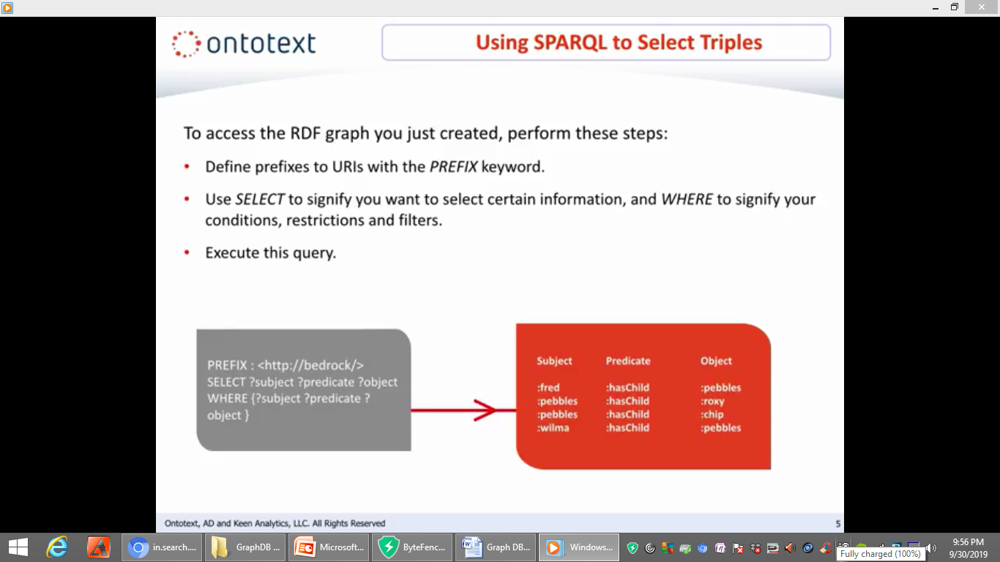 ontotext
Using SPARQL to Select Triples
To access the RDF graph you just created, perform these steps:
• Define prefixes to URIs with the PREFIX keyword.
• Use SELECT to signify you want to select certain information, and WHERE to signify your
conditions, restrictions and filters.
• Execute this query.
PREFIX : <http://bedrock/>
SELECT ?subject ?predicate ?object
WHERE {?subject ?predicate ?
object }
Subject Predicate Object
:fred :hasChild :pebbles
:pebbles :hasChild :roxy
:pebbles :hasChild :chip
:wilma :hasChild :pebbles
Ontotext, AD and Keen Analytics, LLC. All Rights Reserved
5
in.search.... GraphDB ... Microsoft... ByteFenc... Graph DB... Windows...
9:56 PM
9/30/2019
Fully charged (100%)